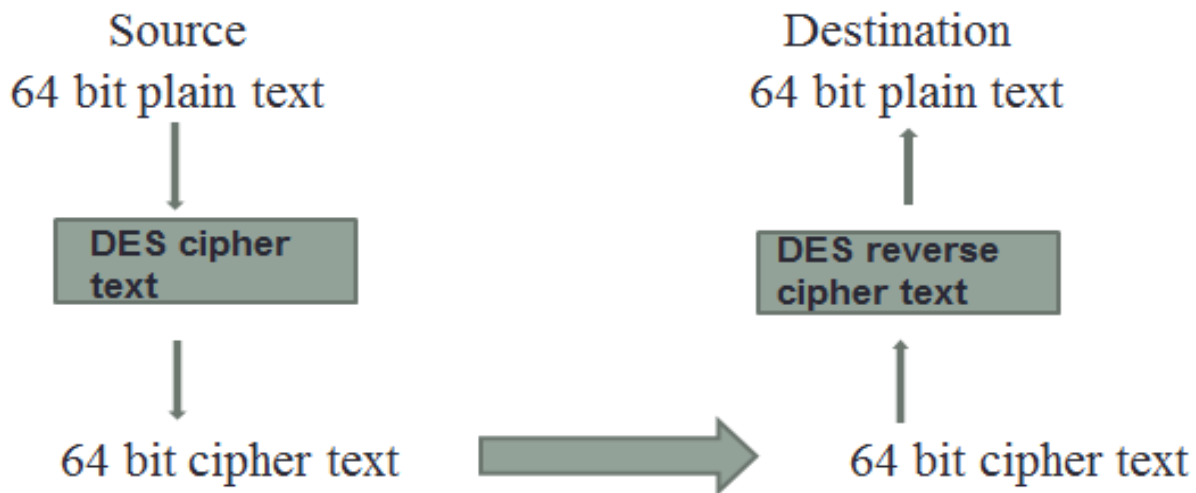 Source
64 bit plain text
DES cipher
text
64 bit cipher text
Destination
64 bit plain text
DES reverse
cipher text
64 bit cipher text